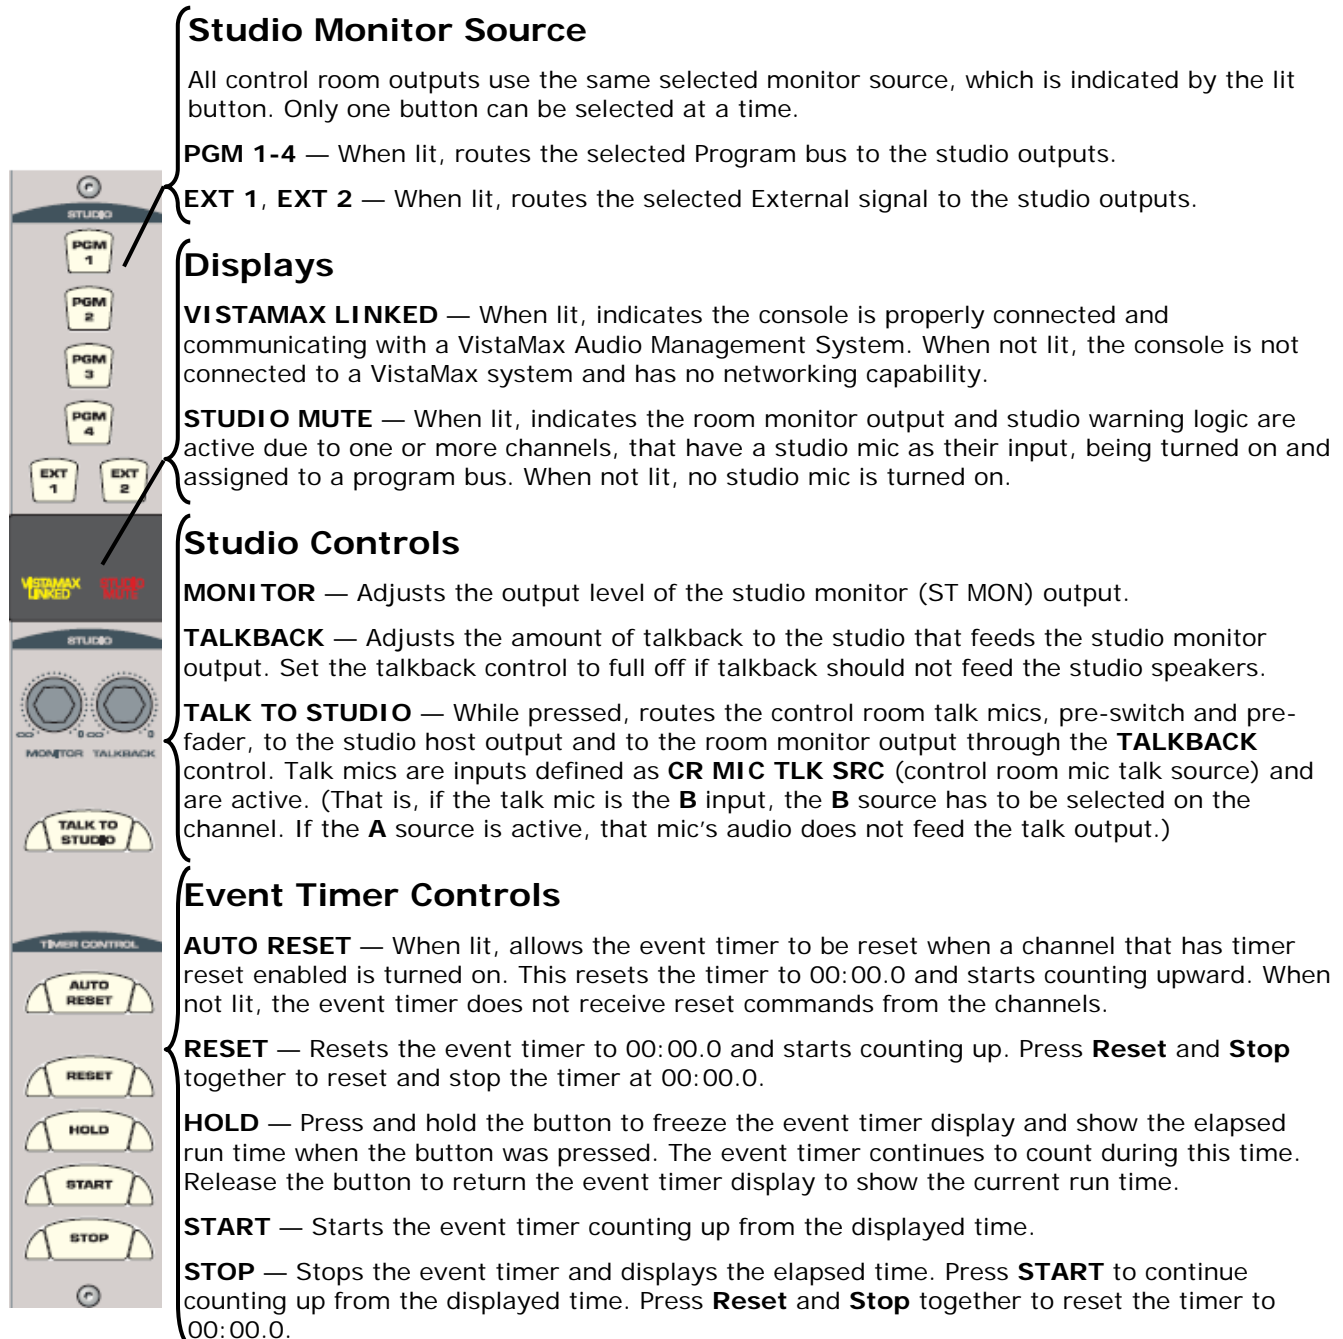 Studio Monitor Source
All control room outputs use the same selected monitor source, which is indicated by the lit
button. Only one button can be selected at a time.
PGM 1-4 — When lit, routes the selected Program bus to the studio outputs.
EXT 1, EXT 2 — When lit, routes the selected External signal to the studio outputs.
Displays
VISTAMAX LINKED — When lit, indicates the console is properly connected and
communicating with a VistaMax Audio Management System. When not lit, the console is not
connected to a VistaMax system and has no networking capability.
STUDIO MUTE — When lit, indicates the room monitor output and studio warning logic are
active due to one or more channels, that have a studio mic as their input, being turned on and
assigned to a program bus. When not lit, no studio mic is turned on.
Studio Controls
MONITOR — Adjusts the output level of the studio monitor (ST MON) output.
TALKBACK — Adjusts the amount of talkback to the studio that feeds the studio monitor
output. Set the talkback control to full off if talkback should not feed the studio speakers.
TALK TO STUDIO — While pressed, routes the control room talk mics, pre-switch and pre-
fader, to the studio host output and to the room monitor output through the TALKBACK
control. Talk mics are inputs defined as CR MIC TLK SRC (control room mic talk source) and
are active. (That is, if the talk mic is the B input, the B source has to be selected on the
channel. If the A source is active, that mic's audio does not feed the talk output.)
Event Timer Controls
AUTO RESET — When lit, allows the event timer to be reset when a channel that has timer
reset enabled is turned on. This resets the timer to 00:00.0 and starts counting upward. When
not lit, the event timer does not receive reset commands from the channels.
RESET — Resets the event timer to 00:00.0 and starts counting up. Press Reset and Stop
together to reset and stop the timer at 00:00.0.
HOLD — Press and hold the button to freeze the event timer display and show the elapsed
run time when the button was pressed. The event timer continues to count during this time.
Release the button to return the event timer display to show the current run time.
START — Starts the event timer counting up from the displayed time.
STOP — Stops the event timer and displays the elapsed time. Press START to continue
counting up from the displayed time. Press Reset and Stop together to reset the timer to
00:00.0.
STUDIO
PGM
1
PGM
2
PGM
3
PGM
4
EXT
1
EXT
2
VISTAMAX
LINKED
STUDIO
MUTE
STUDIO
∞ 0 ∞ 0
MONITOR TALKBACK
TALK TO
STUDIO
TIMER CONTROL
AUTO
RESET
RESET
HOLD
START
STOP